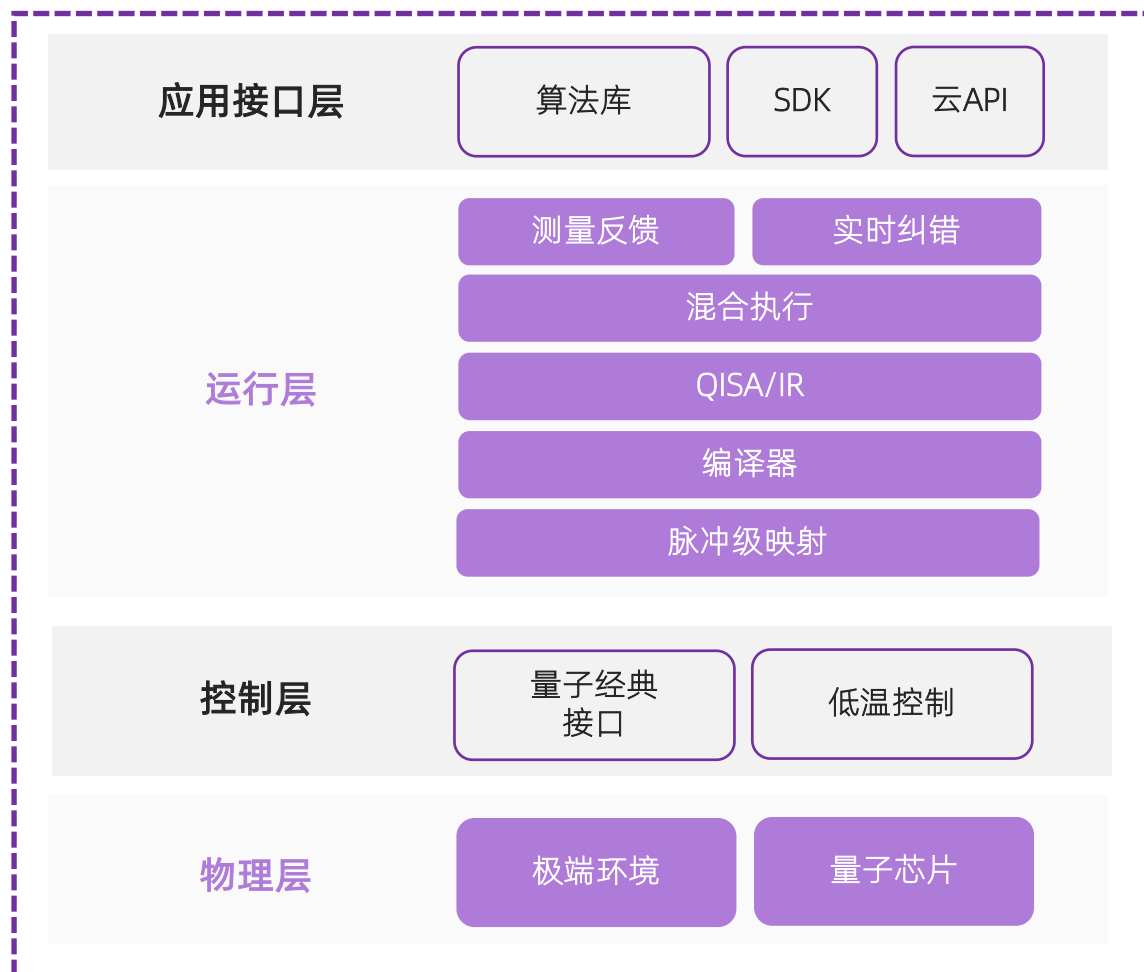 应用接口层
算法库
SDK
云API
运行层
测量反馈
实时纠错
混合执行
QISA/IR
编译器
脉冲级映射
控制层
量子经典
接口
低温控制
物理层
极端环境
量子芯片